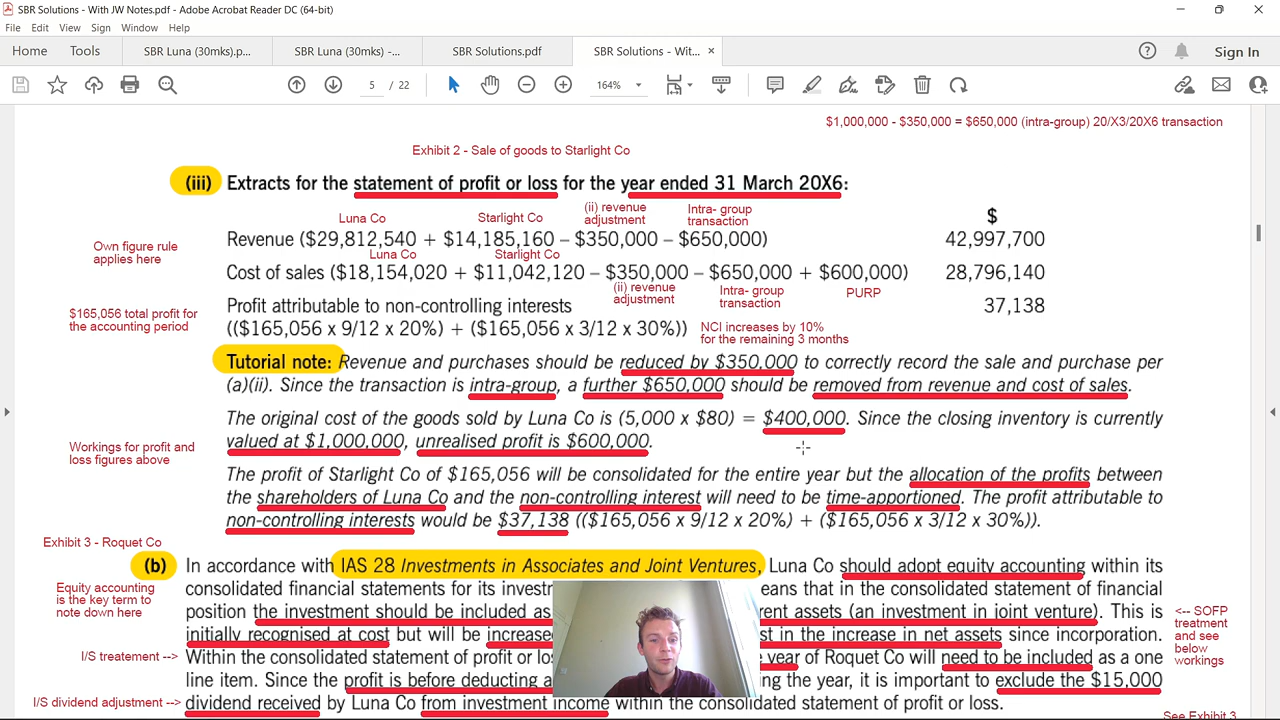 SBR Solutions - With JW Notes.pdf - Adobe Acrobat Reader DC (64-bit)
File Edit View Sign Window Help
Home Tools SBR Luna (30mks).p... SBR Luna (30mks) -... SBR Solutions.pdf SBR Solutions - Wit... × Sign In
5 / 22 164%
$1,000,000 - $350,000 = $650,000 (intra-group) 20/X3/20X6 transaction
Exhibit 2 - Sale of goods to Starlight Co
(iii) Extracts for the statement of profit or loss for the year ended 31 March 20X6:
Luna Co Starlight Co (ii) revenue adjustment Intra- group transaction $
Own figure rule applies here
Revenue ($29,812,540 + $14,185,160 – $350,000 – $650,000) 42,997,700
Luna Co Starlight Co
Cost of sales ($18,154,020 + $11,042,120 – $350,000 – $650,000 + $600,000) 28,796,140
(ii) revenue adjustment Intra- group transaction PURP
Profit attributable to non-controlling interests 37,138
$165,056 total profit for the accounting period
(($165,056 x 9/12 x 20%) + ($165,056 x 3/12 x 30%))
NCI increases by 10% for the remaining 3 months
Tutorial note: Revenue and purchases should be reduced by $350,000 to correctly record the sale and purchase per
(a)(ii). Since the transaction is intra-group, a further $650,000 should be removed from revenue and cost of sales.
The original cost of the goods sold by Luna Co is (5,000 x $80) = $400,000. Since the closing inventory is currently
valued at $1,000,000, unrealised profit is $600,000.
Workings for profit and loss figures above
The profit of Starlight Co of $165,056 will be consolidated for the entire year but the allocation of the profits between
the shareholders of Luna Co and the non-controlling interest will need to be time-apportioned. The profit attributable to
non-controlling interests would be $37,138 (($165,056 x 9/12 x 20%) + ($165,056 x 3/12 x 30%)).
Exhibit 3 - Roquet Co
(b) In accordance with IAS 28 Investments in Associates and Joint Ventures, Luna Co should adopt equity accounting within its
Equity accounting is the key term to note down here
consolidated financial statements for its eans that in the consolidated statement of financial
position the investment should be included assets (an investment in joint venture). This is
initially recognised at cost but will be increased in the increase in net assets since incorporation.
<-- SOFP treatment and see below workings
I/S treatement -->
Within the consolidated statement of profit or year of Roquet Co will need to be included as a one
line item. Since the profit is before deducting the year, it is important to exclude the $15,000
I/S dividend adjustment -->
dividend received by Luna Co from investment income within the consolidated statement of profit or loss.
See Exhibit 3